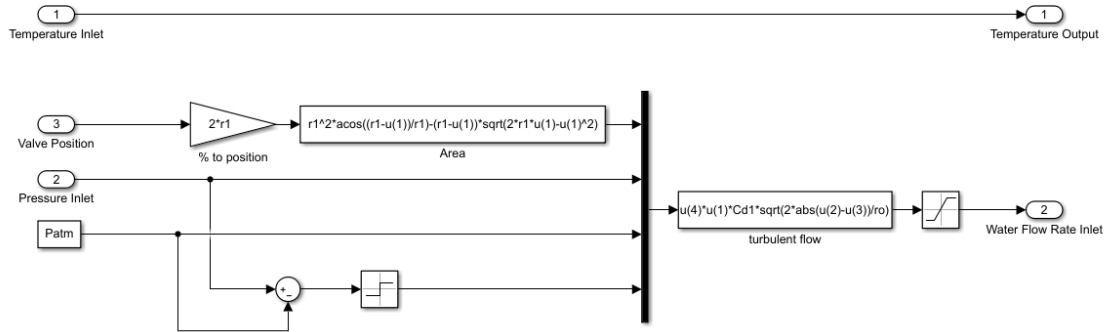 1
Temperature Inlet
1
Temperature Output
3
Valve Position
2*r1
% to position
r1^2*acos((r1-u(1))/r1)-(r1-u(1))*sqrt(2*r1*u(1)-u(1)^2)
Area
2
Pressure Inlet
Patm
+
−
u(4)*u(1)*Cd1*sqrt(2*abs(u(2)-u(3))/ro)
turbulent flow
2
Water Flow Rate Inlet